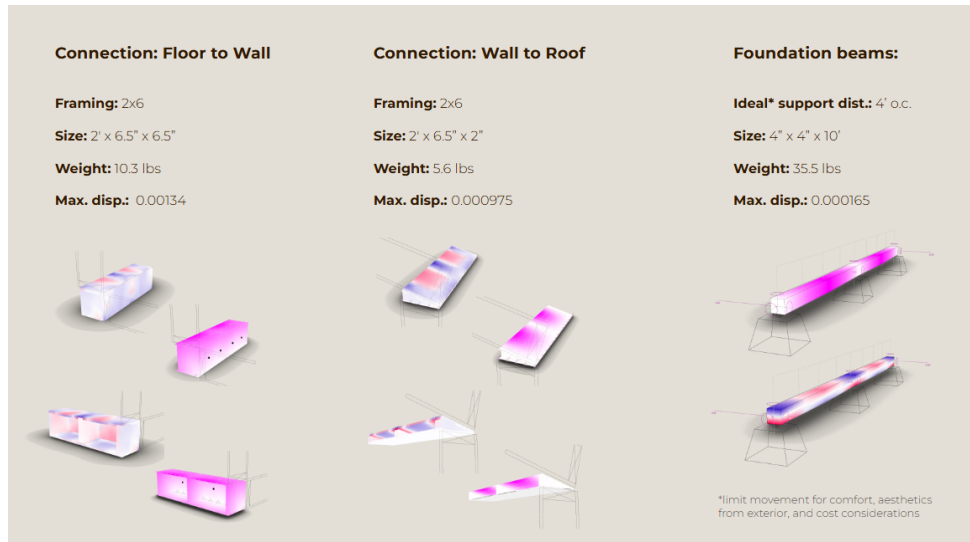 Connection: Floor to Wall
Framing: 2x6
Size: 2' x 6.5” x 6.5”
Weight: 10.3 lbs
Max. disp.: 0.00134
Connection: Wall to Roof
Framing: 2x6
Size: 2' x 6.5” x 2”
Weight: 5.6 lbs
Max. disp.: 0.000975
Foundation beams:
Ideal* support dist.: 4’ o.c.
Size: 4” x 4” x 10’
Weight: 35.5 lbs
Max. disp.: 0.000165
*limit movement for comfort, aesthetics
from exterior, and cost considerations